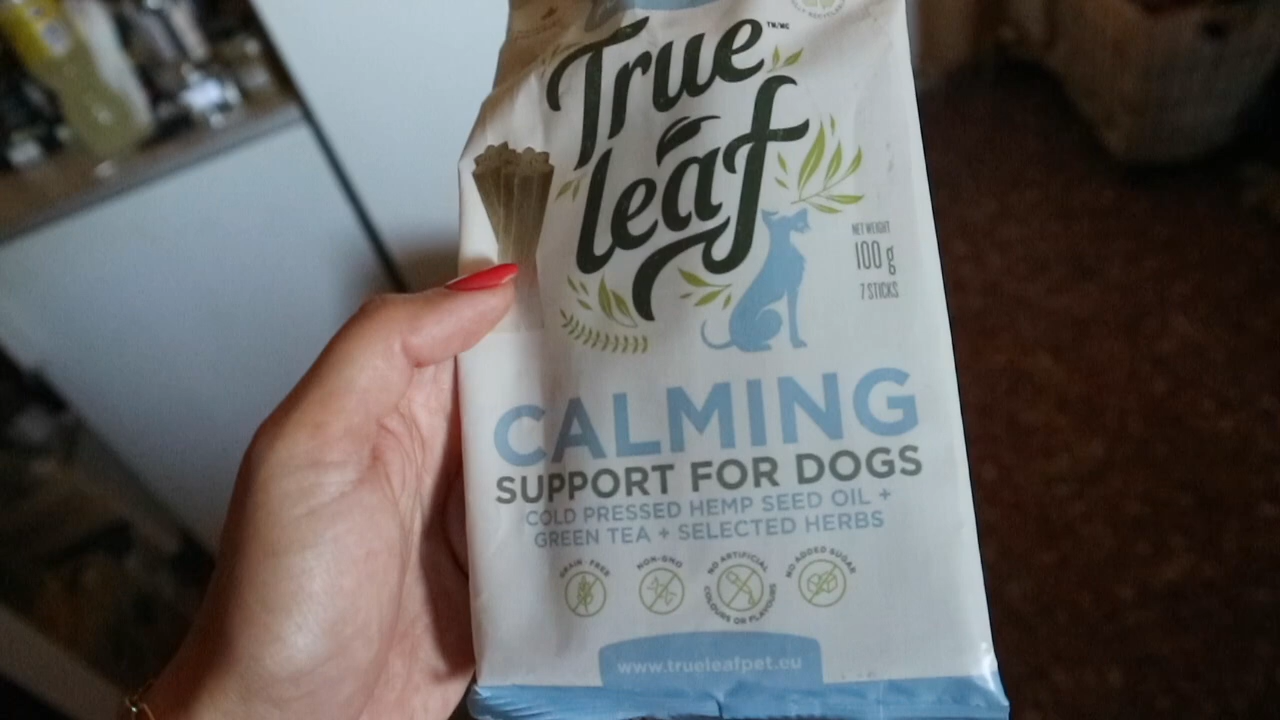 True
leaf
TM/MC
NET WEIGHT
100 g
7 STICKS
CALMING
SUPPORT FOR DOGS
COLD PRESSED HEMP SEED OIL +
GREEN TEA + SELECTED HERBS
GRAIN-FREE
NON-GMO
NO ARTIFICIAL
COLOURS OR FLAVOURS
NO ADDED SUGAR
www.trueleafpet.eu